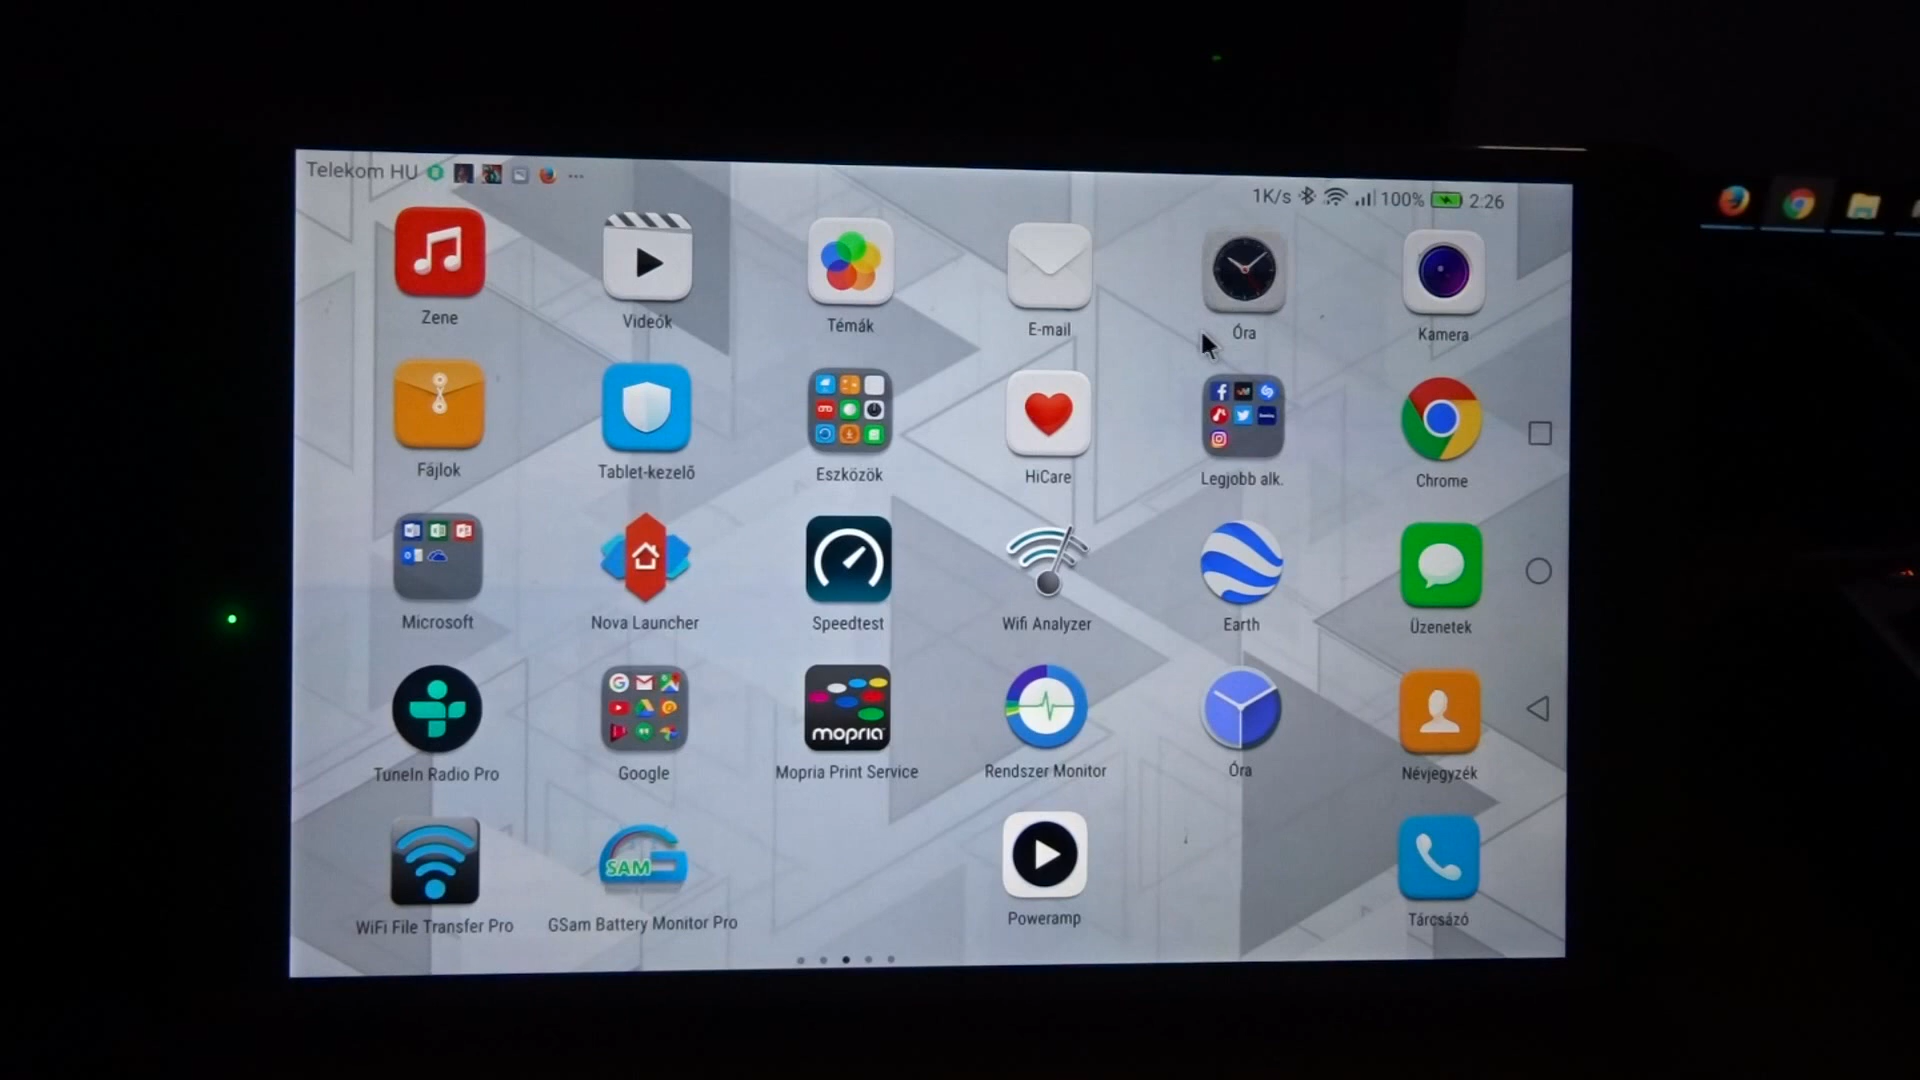 Telekom HU
1K/s 100% 2:26
Zene
Videók
Témák
E-mail
Óra
Kamera
Fájlok
Tablet-kezelő
Eszközök
HiCare
Legjobb alk.
Chrome
Microsoft
Nova Launcher
Speedtest
Wifi Analyzer
Earth
Üzenetek
mopria
TuneIn Radio Pro
Google
Mopria Print Service
Rendszer Monitor
Óra
Névjegyzék
SAM
WiFi File Transfer Pro
GSam Battery Monitor Pro
Poweramp
Tárcsázó